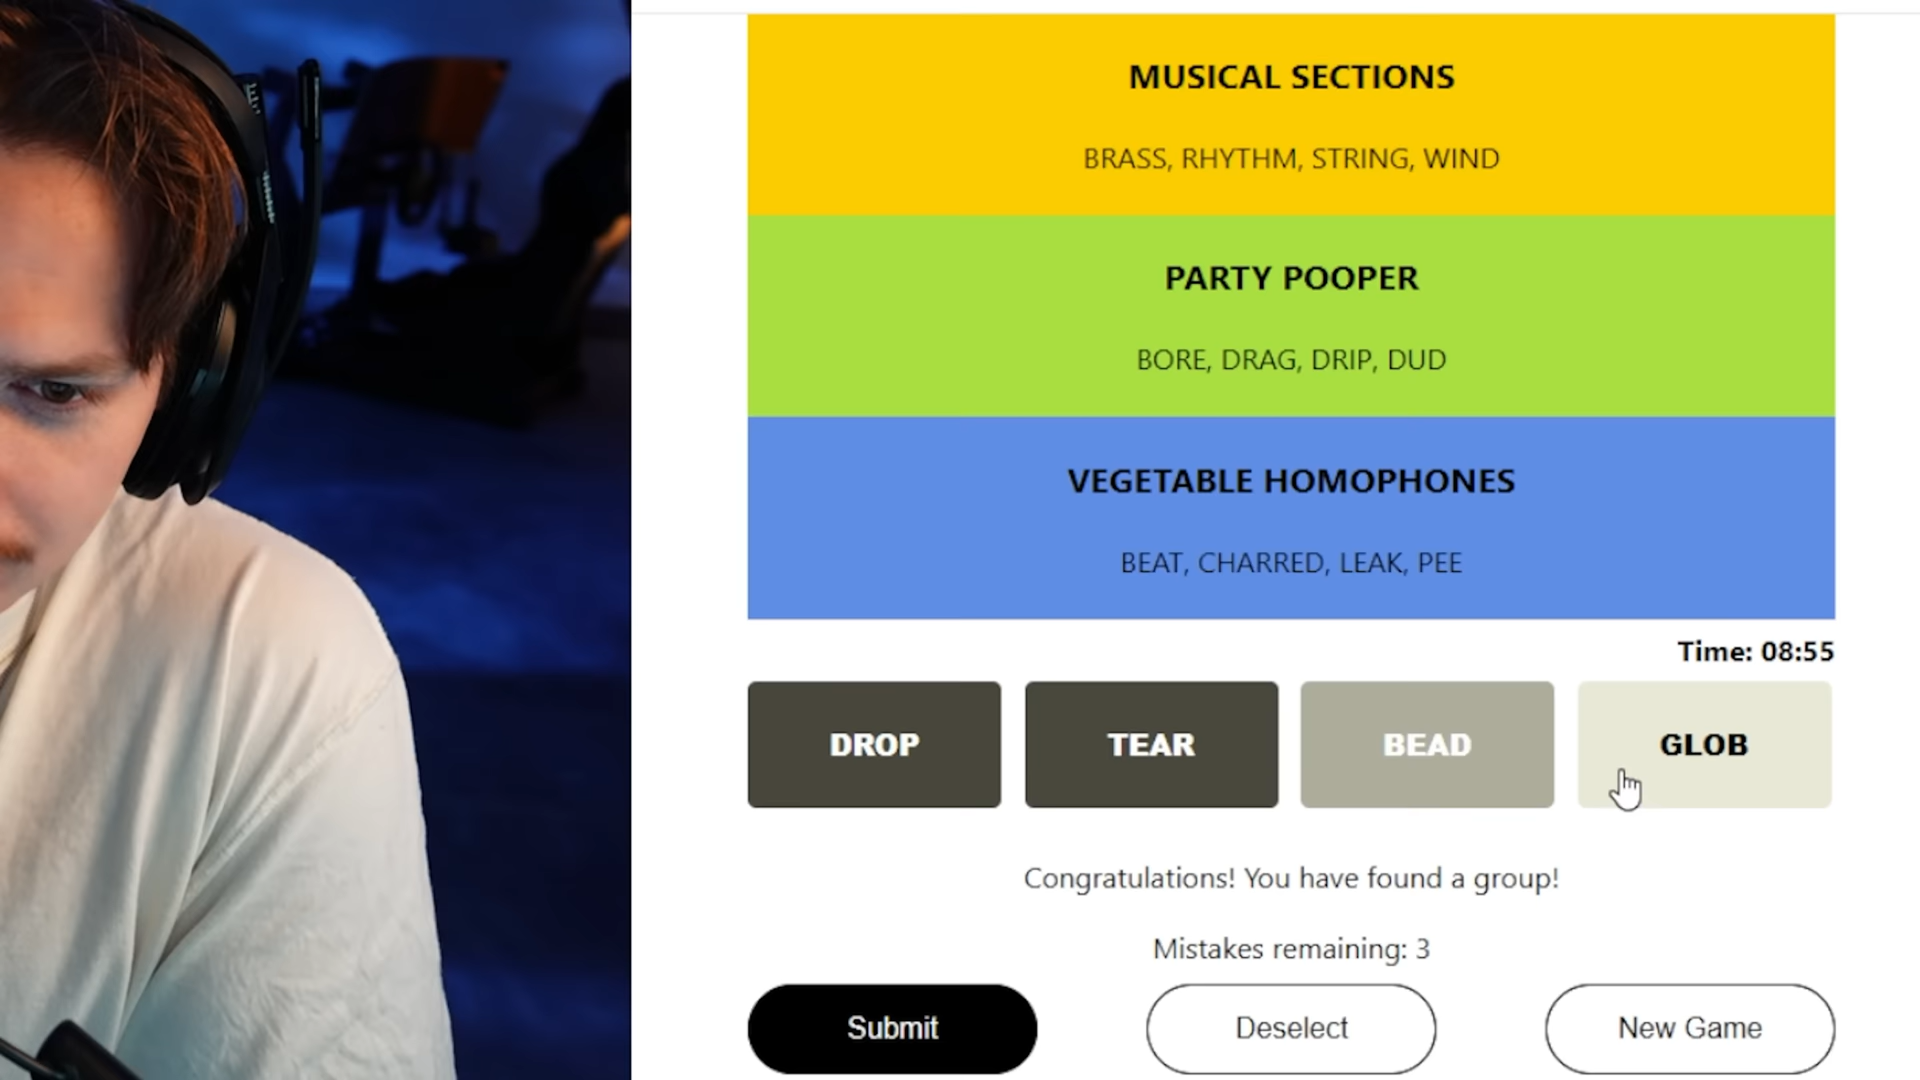 MUSICAL SECTIONS
BRASS, RHYTHM, STRING, WIND
PARTY POOPER
BORE, DRAG, DRIP, DUD
VEGETABLE HOMOPHONES
BEAT, CHARRED, LEAK, PEE
Time: 08:55
DROP TEAR BEAD GLOB
Congratulations! You have found a group!
Mistakes remaining: 3
Submit Deselect New Game